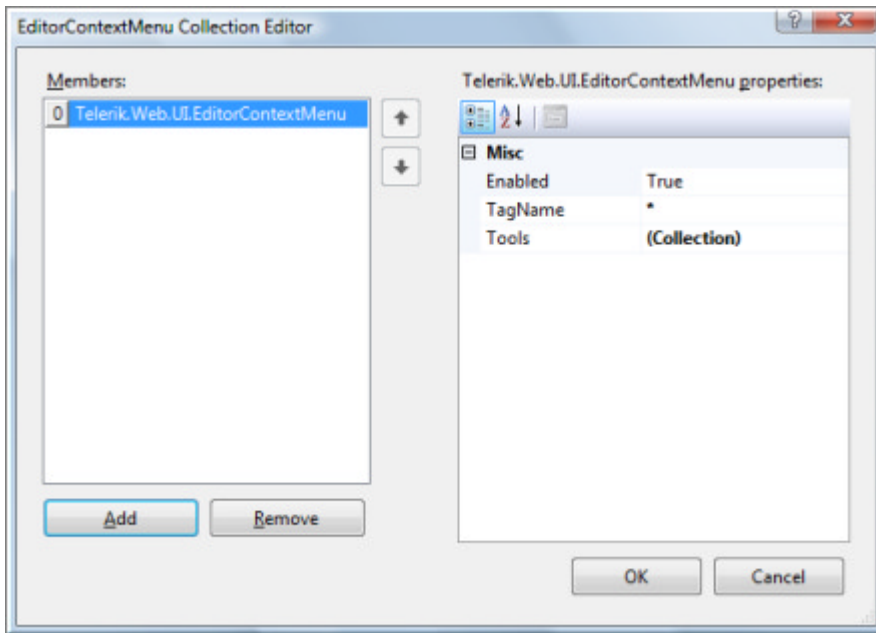 EditorContextMenu Collection Editor
Members:
0 Telerik.Web.UI.EditorContextMenu
Add Remove
Telerik.Web.UI.EditorContextMenu properties:
Misc
Enabled True
TagName *
Tools (Collection)
OK Cancel